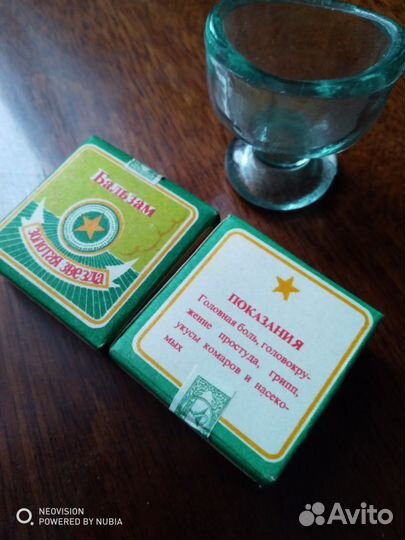 Бальзам
золотая звезда
ПОКАЗАНИЯ
Головная боль, головокру-
жение простуда, грипп,
укусы комаров и насеко-
мых
NEOVISION
POWERED BY NUBIA
Avito